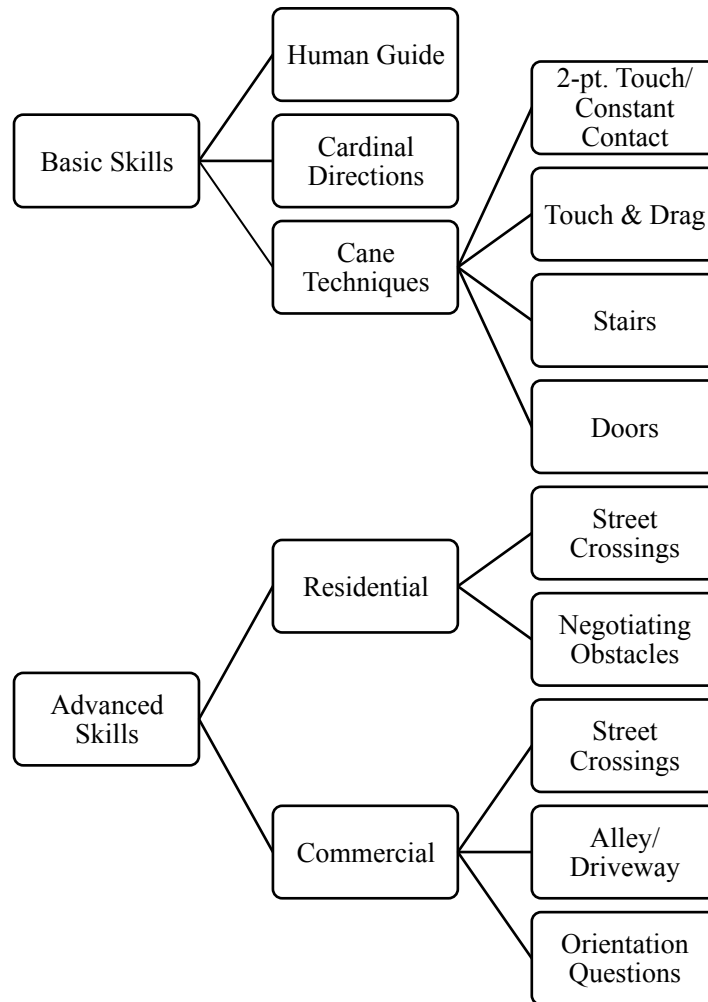 Basic Skills
Human Guide
Cardinal
Directions
Cane
Techniques
2-pt. Touch/
Constant
Contact
Touch & Drag
Stairs
Doors
Advanced
Skills
Residential
Street
Crossings
Negotiating
Obstacles
Commercial
Street
Crossings
Alley/
Driveway
Orientation
Questions